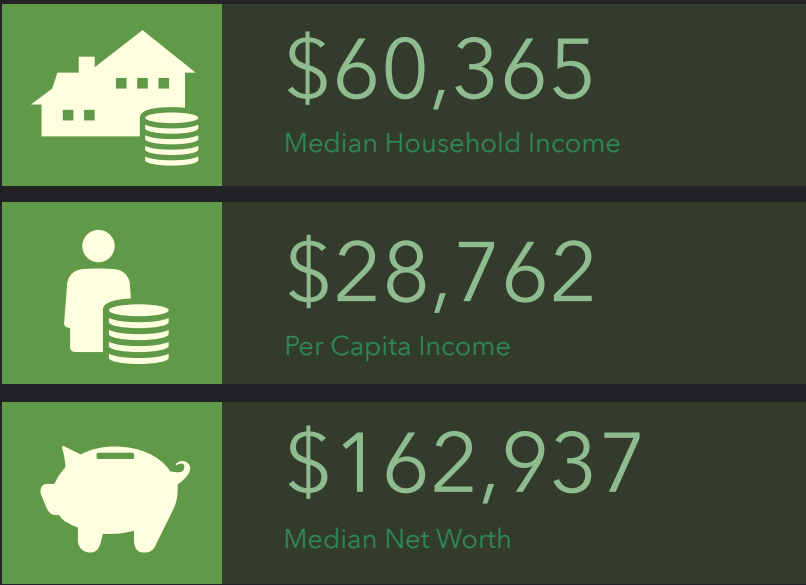 $60,365
Median Household Income
$28,762
Per Capita Income
$162,937
Median Net Worth